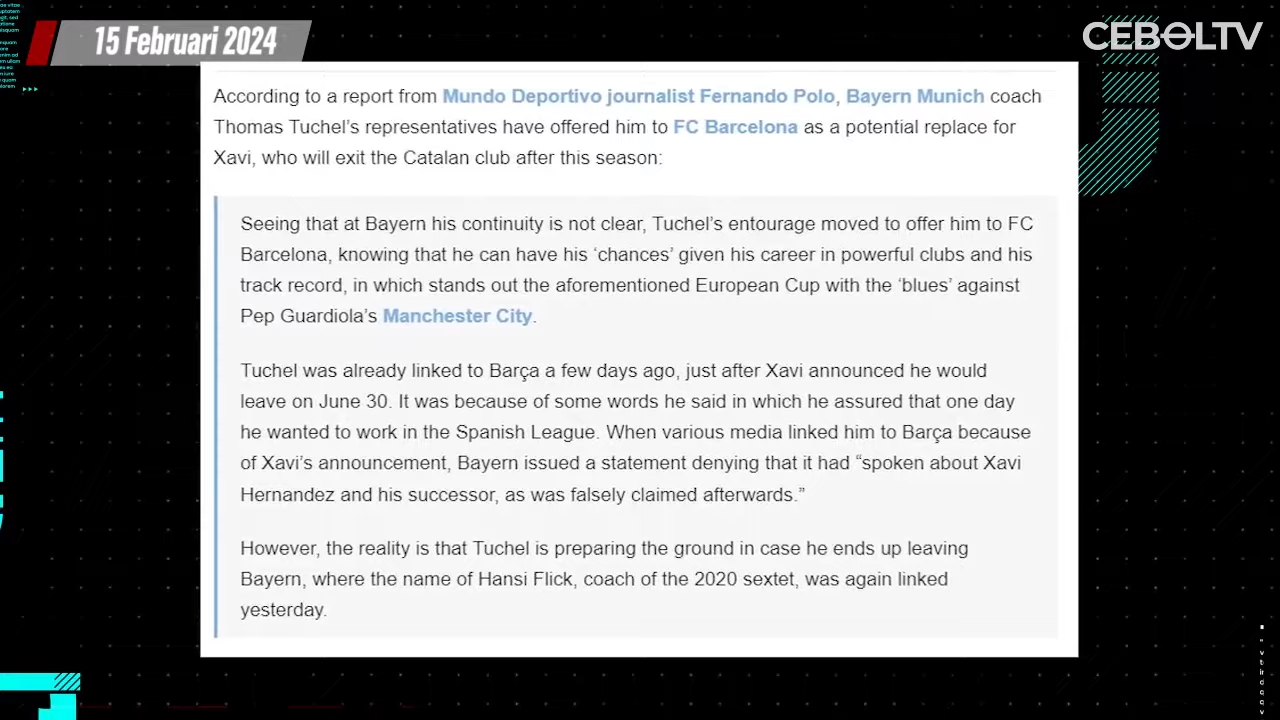 15 Februari 2024
CEBOLTV
According to a report from Mundo Deportivo journalist Fernando Polo, Bayern Munich coach
Thomas Tuchel’s representatives have offered him to FC Barcelona as a potential replace for
Xavi, who will exit the Catalan club after this season:
Seeing that at Bayern his continuity is not clear, Tuchel’s entourage moved to offer him to FC
Barcelona, knowing that he can have his ‘chances’ given his career in powerful clubs and his
track record, in which stands out the aforementioned European Cup with the ‘blues’ against
Pep Guardiola’s Manchester City.
Tuchel was already linked to Barça a few days ago, just after Xavi announced he would
leave on June 30. It was because of some words he said in which he assured that one day
he wanted to work in the Spanish League. When various media linked him to Barça because
of Xavi’s announcement, Bayern issued a statement denying that it had “spoken about Xavi
Hernandez and his successor, as was falsely claimed afterwards.”
However, the reality is that Tuchel is preparing the ground in case he ends up leaving
Bayern, where the name of Hansi Flick, coach of the 2020 sextet, was again linked
yesterday.